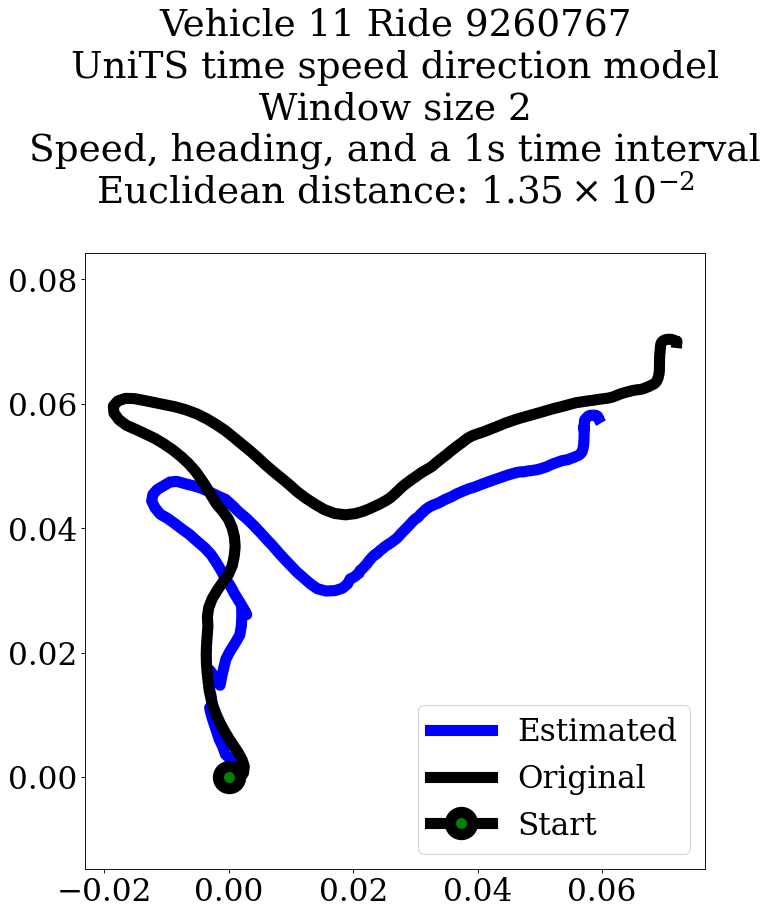 Vehicle 11 Ride 9260767
UniTS time speed direction model
Window size 2
Speed, heading, and a 1s time interval
Euclidean distance: 1.35 × 10⁻²
0.08
0.06
0.04
0.02
0.00
Estimated
Original
Start
−0.02 0.00 0.02 0.04 0.06